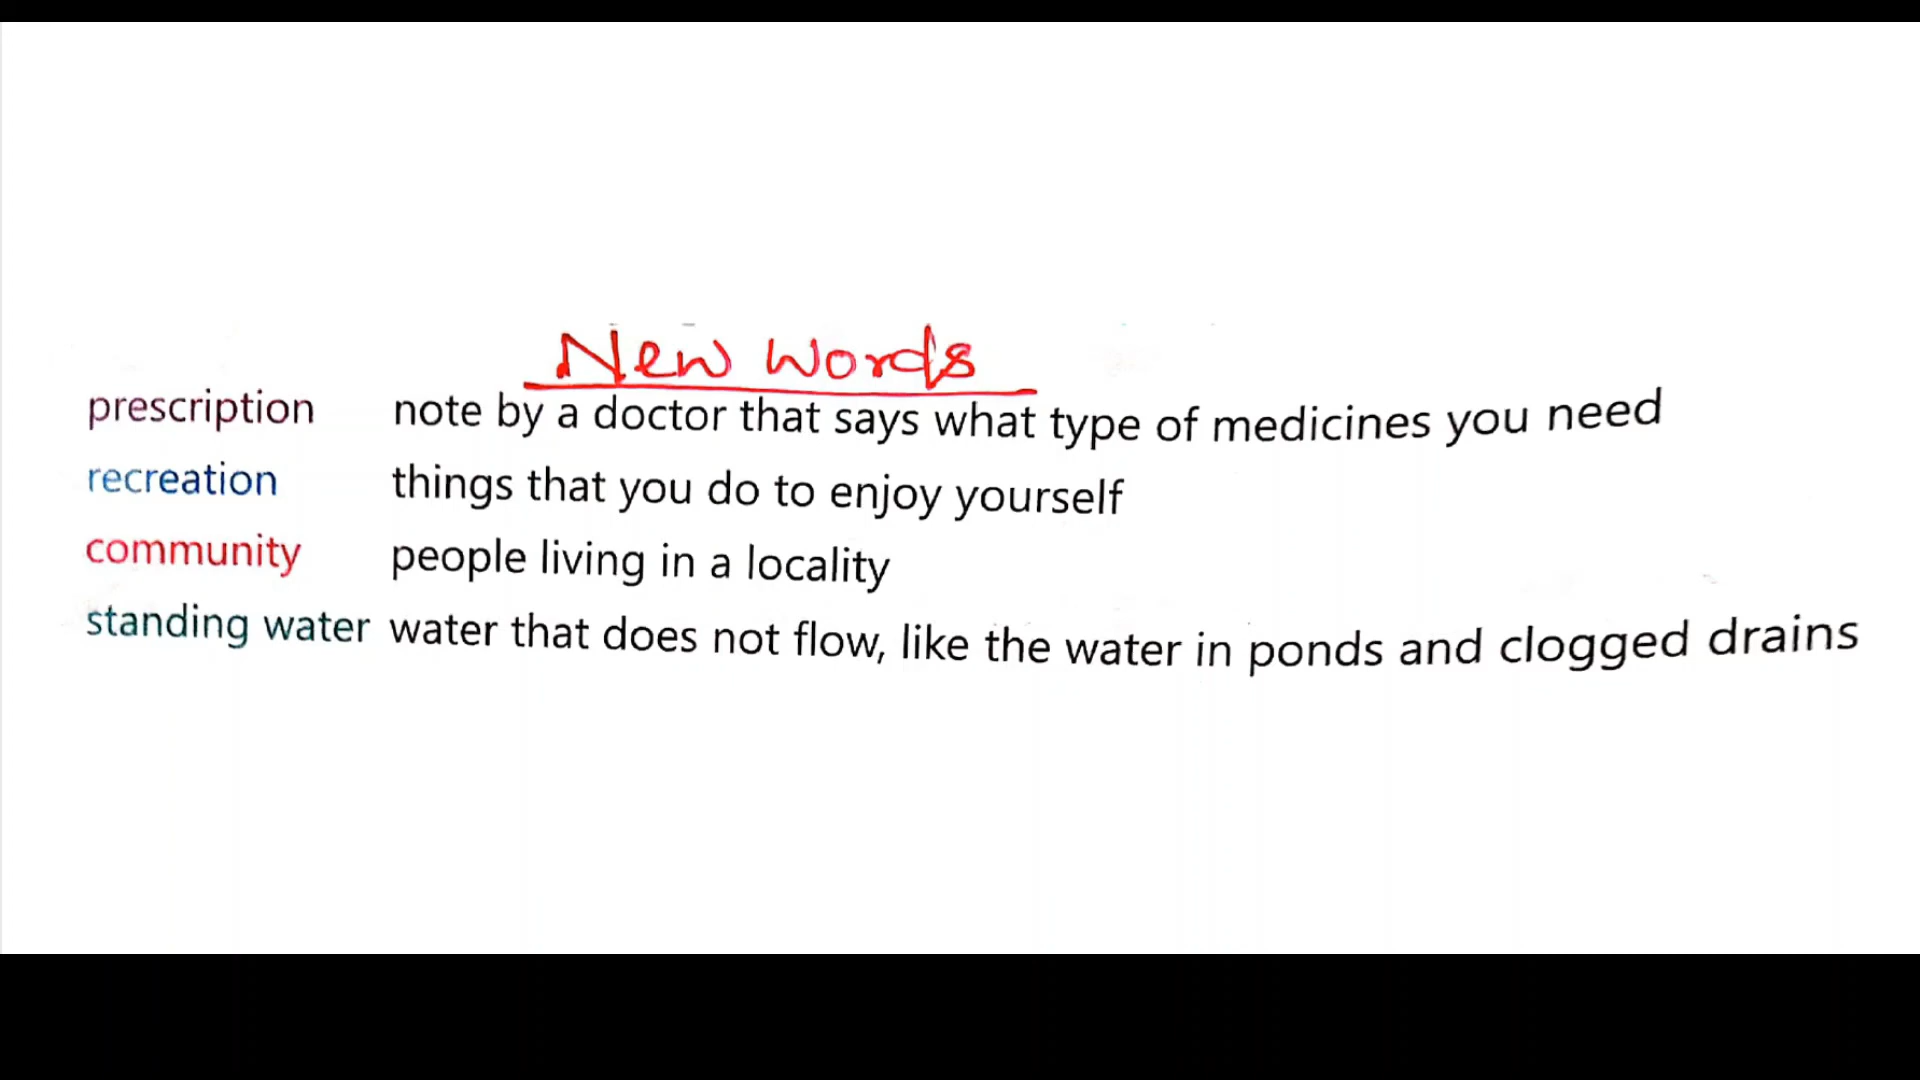 New Words
prescription note by a doctor that says what type of medicines you need
recreation things that you do to enjoy yourself
community people living in a locality
standing water water that does not flow, like the water in ponds and clogged drains